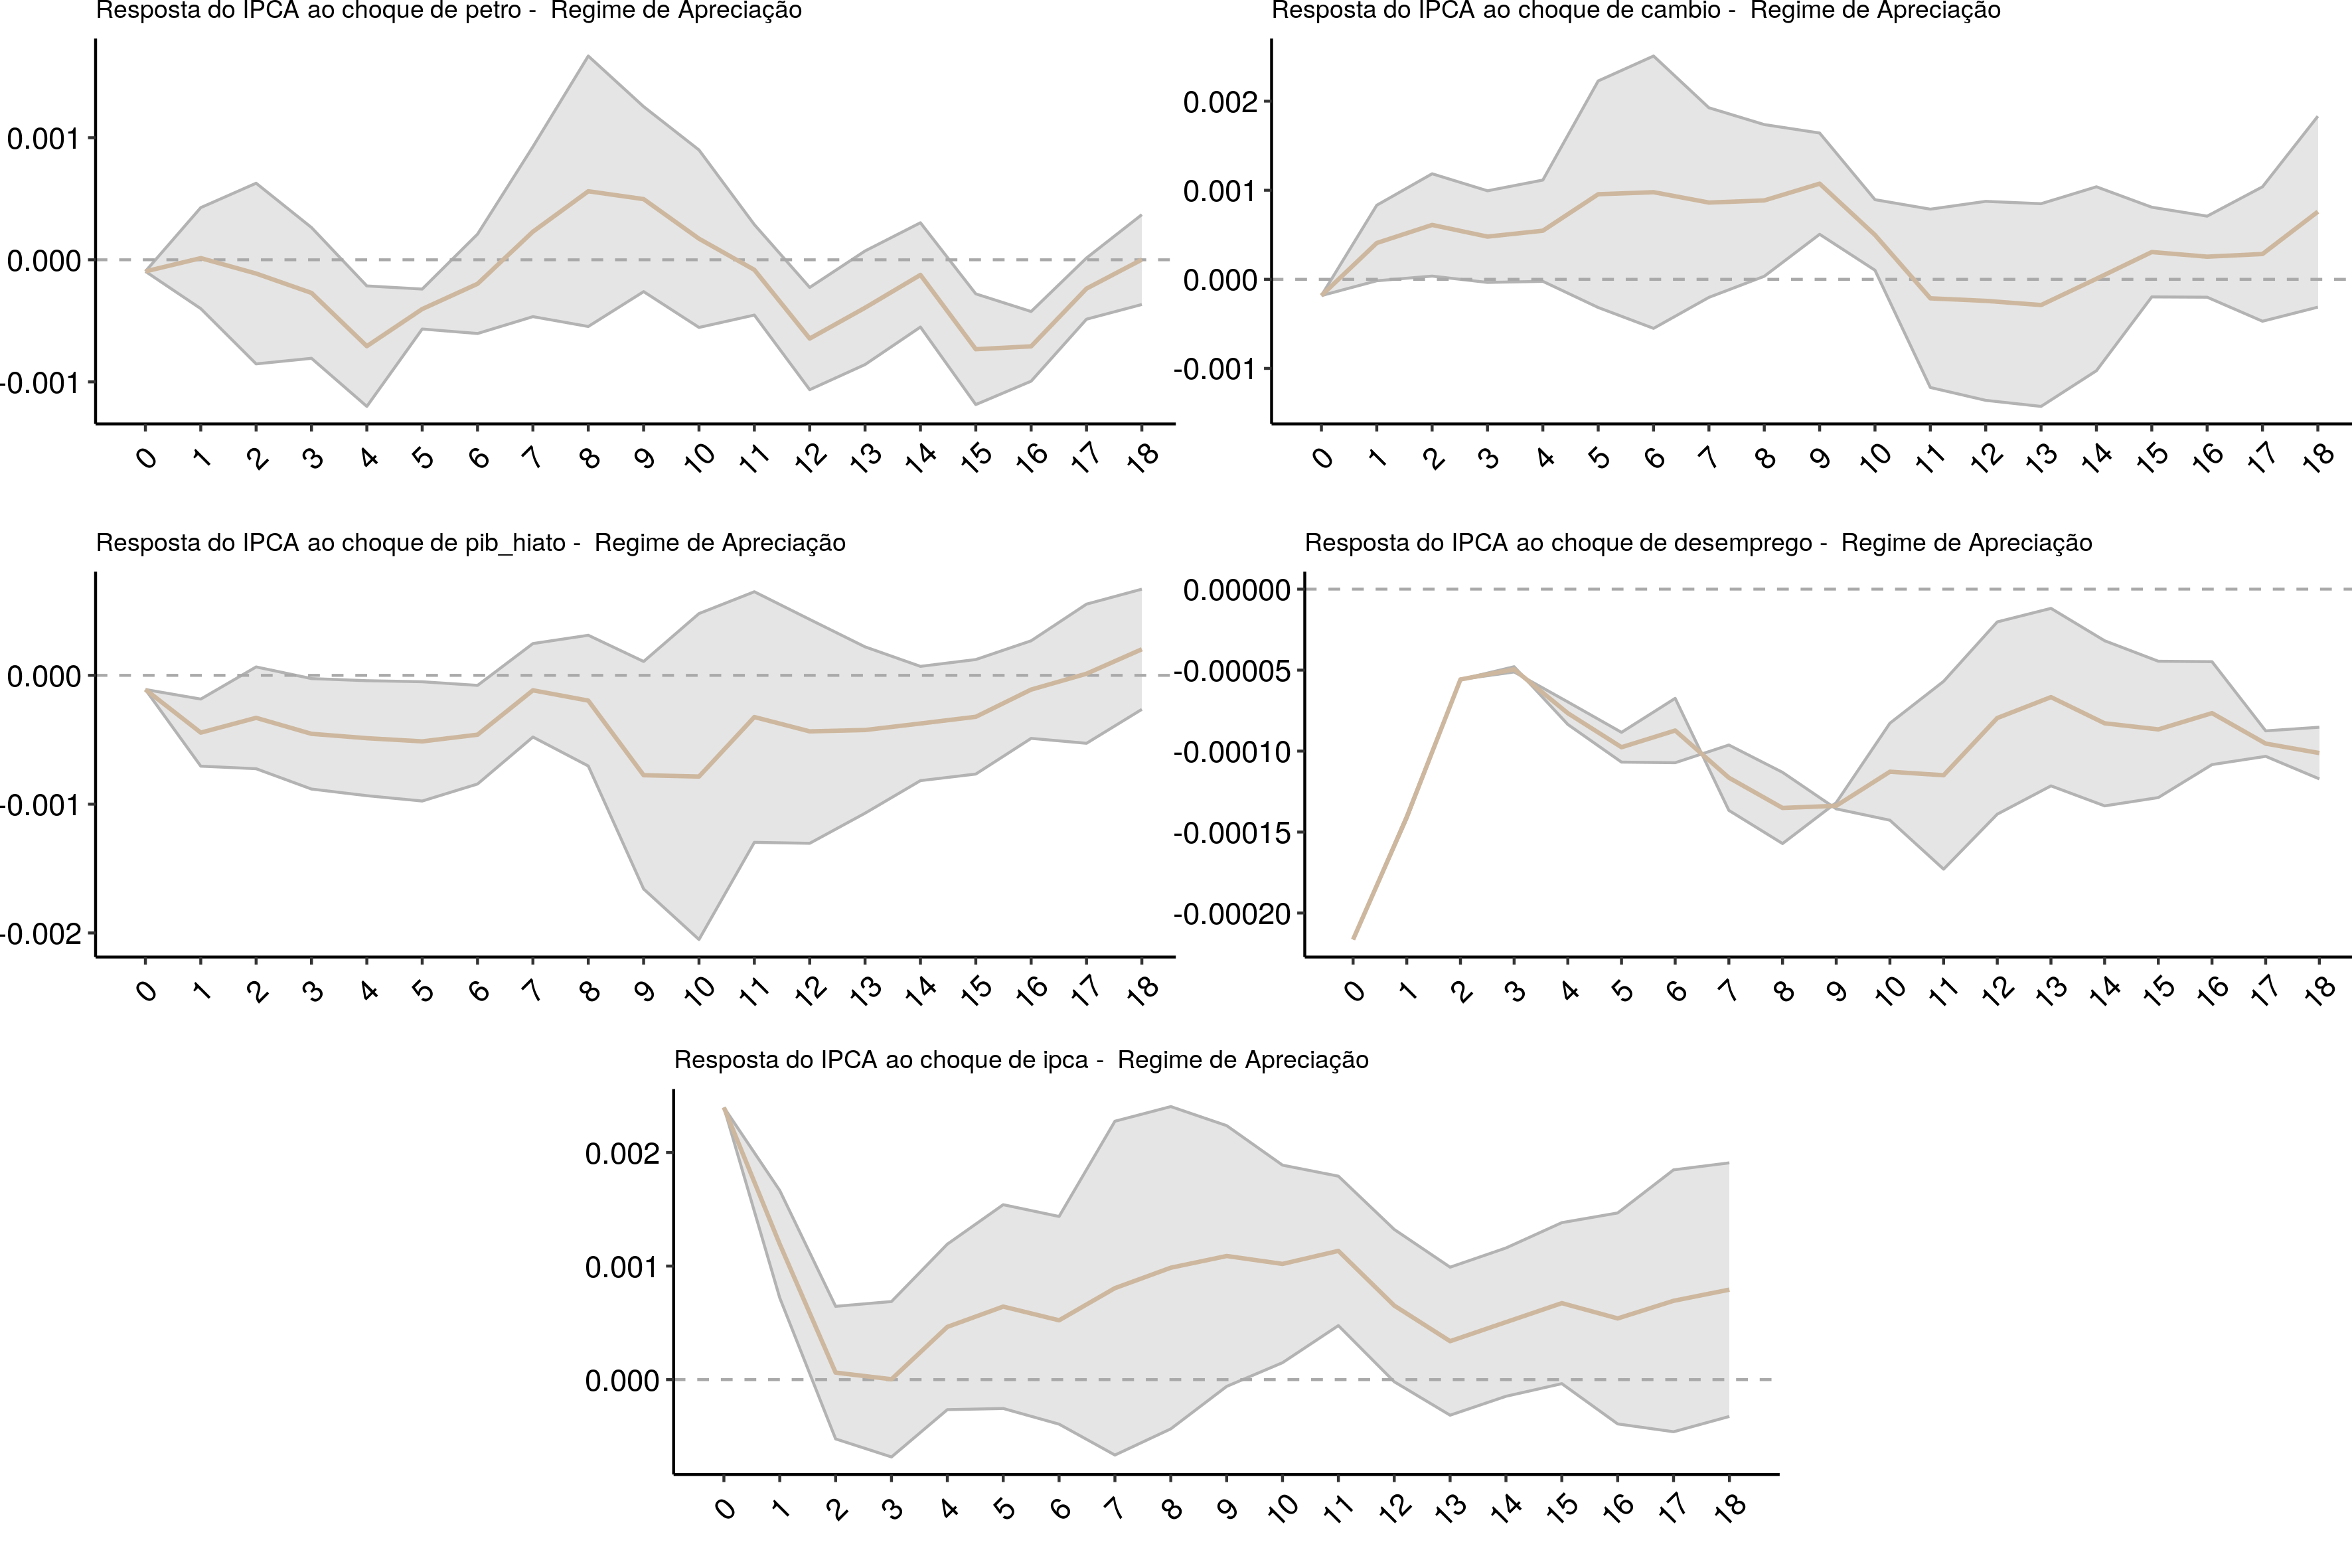 Resposta do IPCA ao choque de petro - Regime de Apreciação
0.001
0.000
-0.001
0 1 2 3 4 5 6 7 8 9 10 11 12 13 14 15 16 17 18
Resposta do IPCA ao choque de cambio - Regime de Apreciação
0.002
0.001
0.000
-0.001
0 1 2 3 4 5 6 7 8 9 10 11 12 13 14 15 16 17 18
Resposta do IPCA ao choque de pib_hiato - Regime de Apreciação
0.000
-0.001
-0.002
0 1 2 3 4 5 6 7 8 9 10 11 12 13 14 15 16 17 18
Resposta do IPCA ao choque de desemprego - Regime de Apreciação
0.00000
-0.00005
-0.00010
-0.00015
-0.00020
0 1 2 3 4 5 6 7 8 9 10 11 12 13 14 15 16 17 18
Resposta do IPCA ao choque de ipca - Regime de Apreciação
0.002
0.001
0.000
0 1 2 3 4 5 6 7 8 9 10 11 12 13 14 15 16 17 18